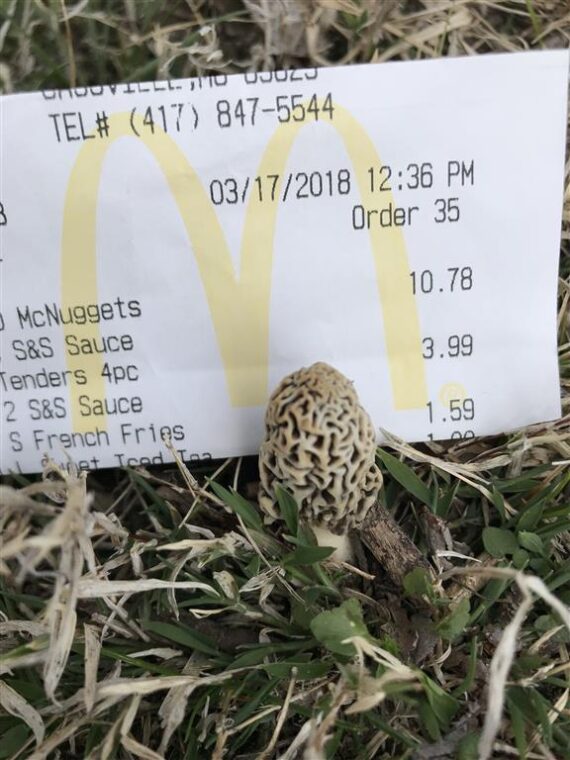 TEL# (417) 847-5544
03/17/2018 12:36 PM
Order 35
10.78
McNuggets
S&S Sauce 3.99
Tenders 4pc
2 S&S Sauce 1.59
S French Fries